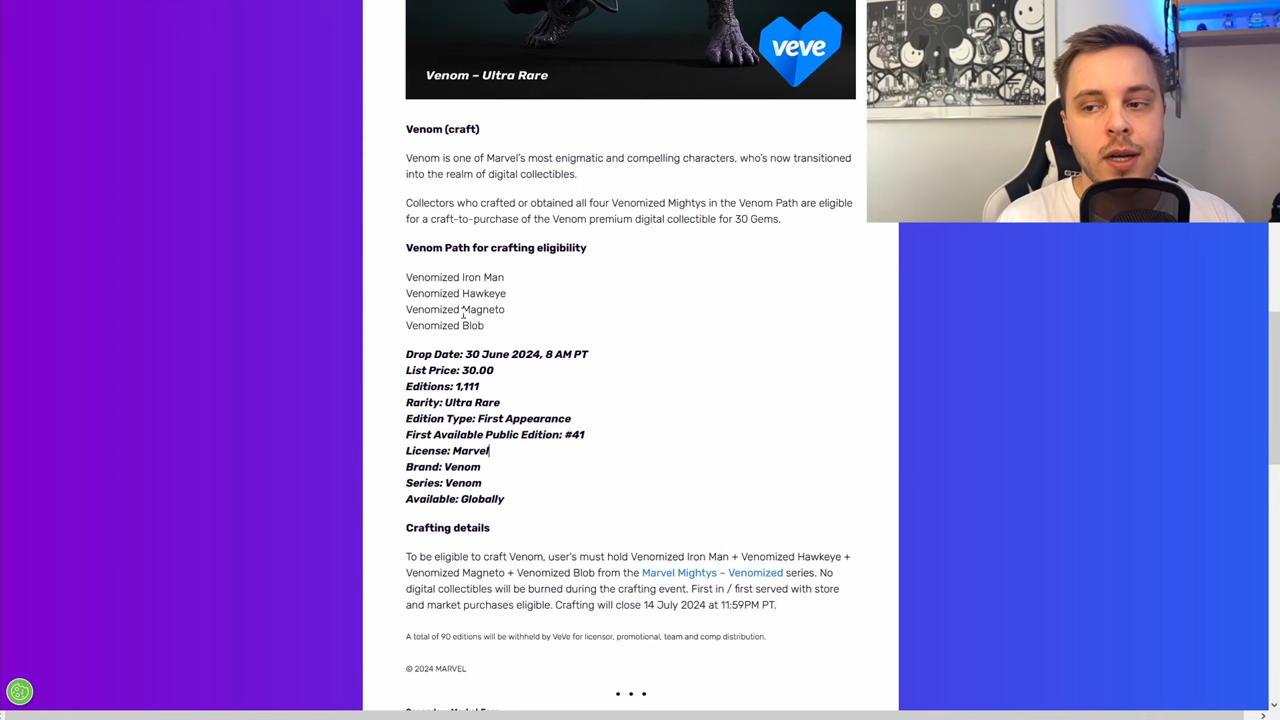 veve
Venom – Ultra Rare
Venom (craft)
Venom is one of Marvel's most enigmatic and compelling characters, who's now transitioned
into the realm of digital collectibles.
Collectors who crafted or obtained all four Venomized Mightys in the Venom Path are eligible
for a craft-to-purchase of the Venom premium digital collectible for 30 Gems.
Venom Path for crafting eligibility
Venomized Iron Man
Venomized Hawkeye
Venomized Magneto
Venomized Blob
Drop Date: 30 June 2024, 8 AM PT
List Price: 30.00
Editions: 1,111
Rarity: Ultra Rare
Edition Type: First Appearance
First Available Public Edition: #41
License: Marvel
Brand: Venom
Series: Venom
Available: Globally
Crafting details
To be eligible to craft Venom, user's must hold Venomized Iron Man + Venomized Hawkeye +
Venomized Magneto + Venomized Blob from the Marvel Mightys – Venomized series. No
digital collectibles will be burned during the crafting event. First in / first served with store
and market purchases eligible. Crafting will close 14 July 2024 at 11:59PM PT.
A total of 90 editions will be withheld by VeVe for licensor, promotional, team and comp distribution.
© 2024 MARVEL
• • •